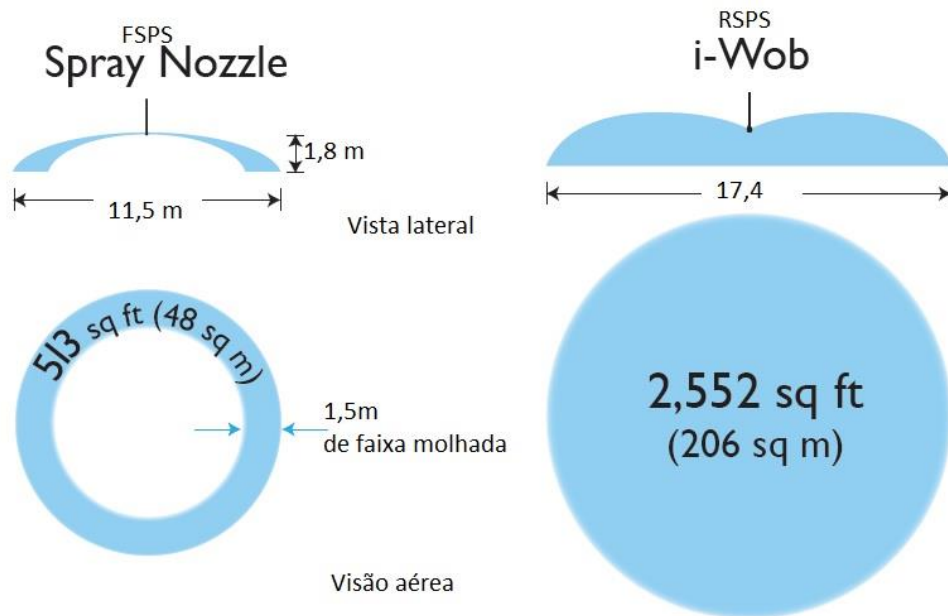 FSPS
Spray Nozzle
1,8 m
11,5 m
RSPS
i-Wob
17,4
Vista lateral
513 sq ft (48 sq m)
1,5m
de faixa molhada
2,552 sq ft
(206 sq m)
Visão aérea